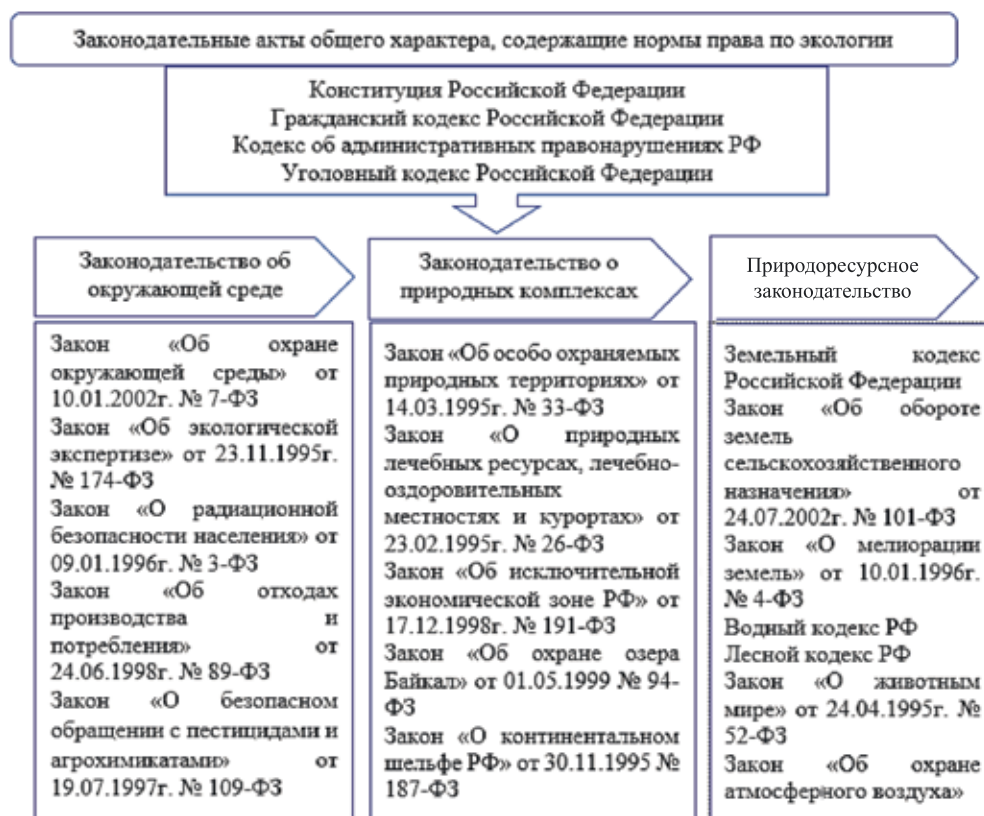 Законодательные акты общего характера, содержащие нормы права по экологии
Конституция Российской Федерации
Гражданский кодекс Российской Федерации
Кодекс об административных правонарушениях РФ
Уголовный кодекс Российской Федерации
Законодательство об
окружающей среде
Закон «Об охране
окружающей среды» от
10.01.2002г. № 7-ФЗ
Закон «Об экологической
экспертизе» от 23.11.1995г.
№ 174-ФЗ
Закон «О радиационной
безопасности населения» от
09.01.1996г. № 3-ФЗ
Закон «Об отходах
производства и
потребления» от
24.06.1998г. № 89-ФЗ
Закон «О безопасном
обращении с пестицидами и
агрохимикатами» от
19.07.1997г. № 109-ФЗ
Законодательство о
природных комплексах
Закон «Об особо охраняемых
природных территориях» от
14.03.1995г. № 33-ФЗ
Закон «О природных
лечебных ресурсах, лечебно-
оздоровительных
местностях и курортах» от
23.02.1995г. № 26-ФЗ
Закон «Об исключительной
экономической зоне РФ» от
17.12.1998г. № 191-ФЗ
Закон «Об охране озера
Байкал» от 01.05.1999 № 94-
ФЗ
Закон «О континентальном
шельфе РФ» от 30.11.1995 №
187-ФЗ
Природоресурсное
законодательство
Земельный кодекс
Российской Федерации
Закон «Об обороте
земель
сельскохозяйственного
назначения» от
24.07.2002г. № 101-ФЗ
Закон «О мелиорации
земель» от 10.01.1996г.
№ 4-ФЗ
Водный кодекс РФ
Лесной кодекс РФ
Закон «О животным
мире» от 24.04.1995г. №
52-ФЗ
Закон «Об охране
атмосферного воздуха»